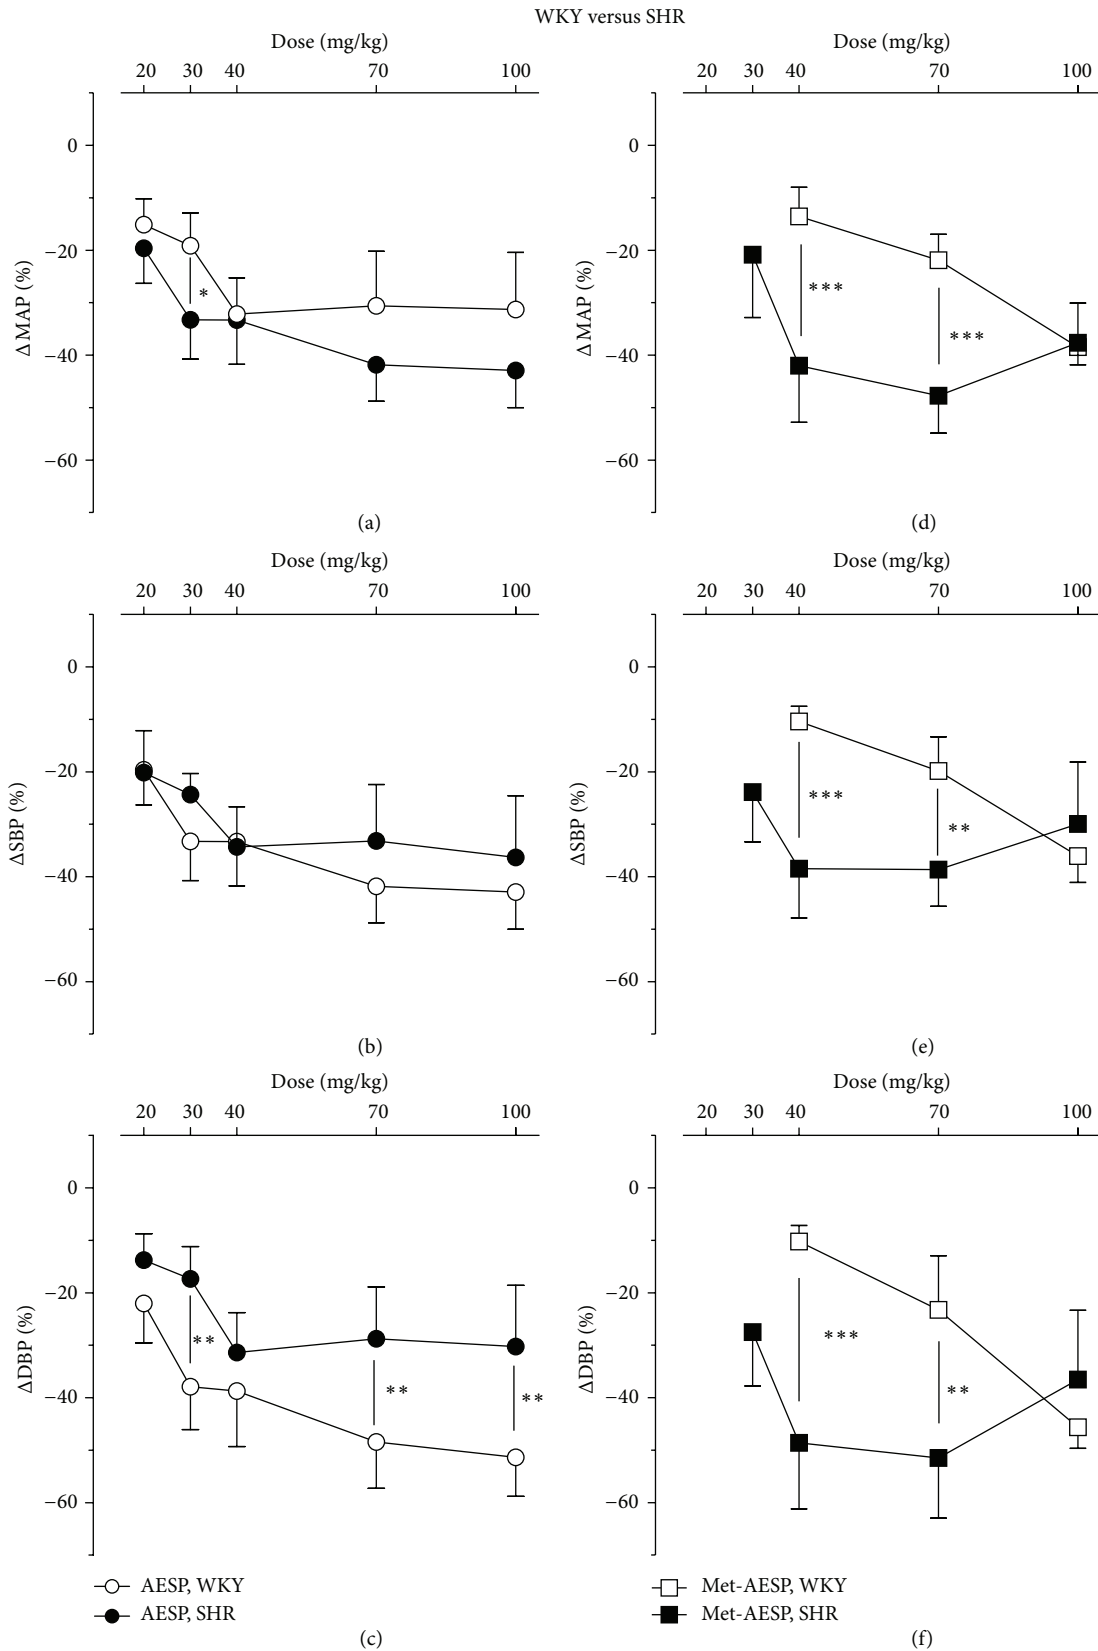 WKY versus SHR
Dose (mg/kg)
20 30 40 70 100
0
−20
−40
−60
ΔMAP (%)
*
(a)
Dose (mg/kg)
20 30 40 70 100
0
−20
−40
−60
ΔMAP (%)
***
***
(d)
Dose (mg/kg)
20 30 40 70 100
0
−20
−40
−60
ΔSBP (%)
(b)
Dose (mg/kg)
20 30 40 70 100
0
−20
−40
−60
ΔSBP (%)
***
**
(e)
Dose (mg/kg)
20 30 40 70 100
0
−20
−40
−60
ΔDBP (%)
**
**
**
AESP, WKY
AESP, SHR
(c)
Dose (mg/kg)
20 30 40 70 100
0
−20
−40
−60
ΔDBP (%)
***
**
Met-AESP, WKY
Met-AESP, SHR
(f)